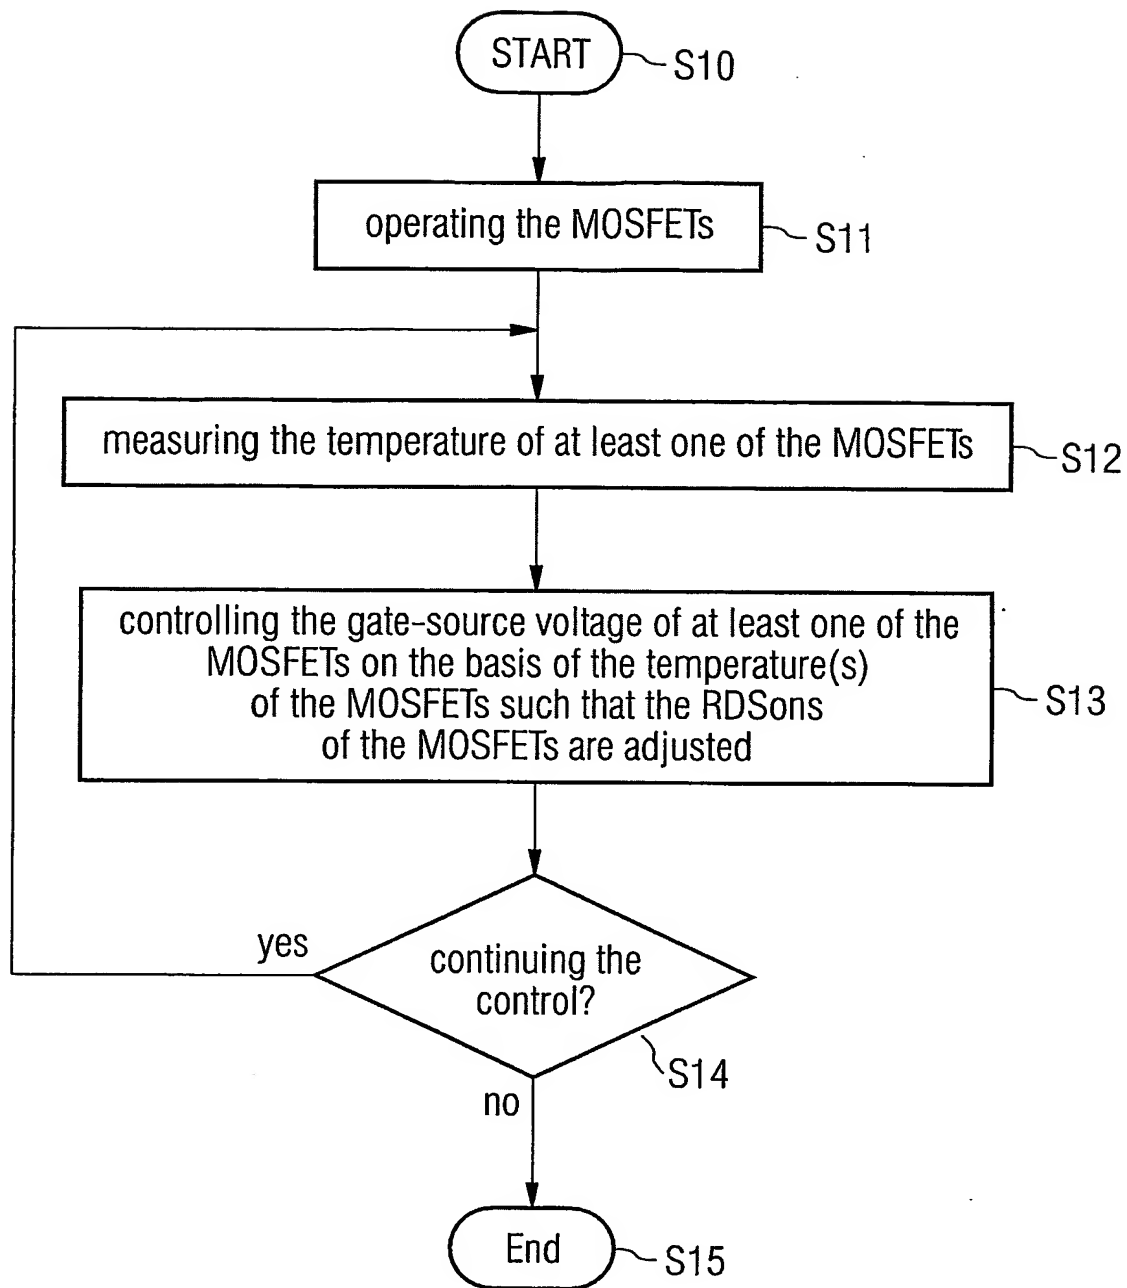 START
S10
operating the MOSFETs
S11
measuring the temperature of at least one of the MOSFETs
S12
controlling the gate-source voltage of at least one of the
MOSFETs on the basis of the temperature(s)
of the MOSFETs such that the RDSons
of the MOSFETs are adjusted
S13
yes
continuing the
control?
S14
no
End
S15